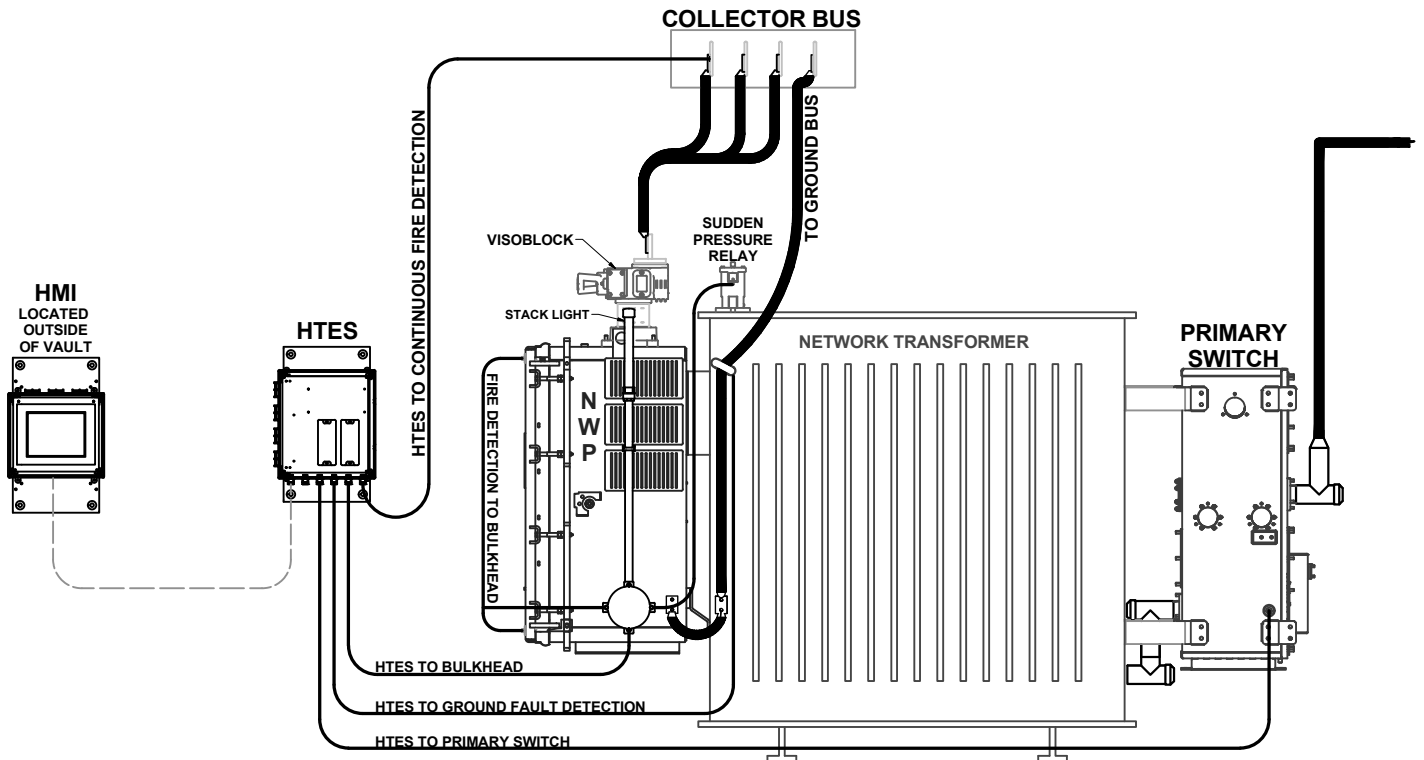 COLLECTOR BUS
HTES TO CONTINUOUS FIRE DETECTION
TO GROUND BUS
VISOBLOCK
SUDDEN
PRESSURE
RELAY
HMI
LOCATED
OUTSIDE
OF VAULT
HTES
STACK LIGHT
NETWORK TRANSFORMER
PRIMARY
SWITCH
FIRE DETECTION TO BULKHEAD
N
W
P
HTES TO BULKHEAD
HTES TO GROUND FAULT DETECTION
HTES TO PRIMARY SWITCH